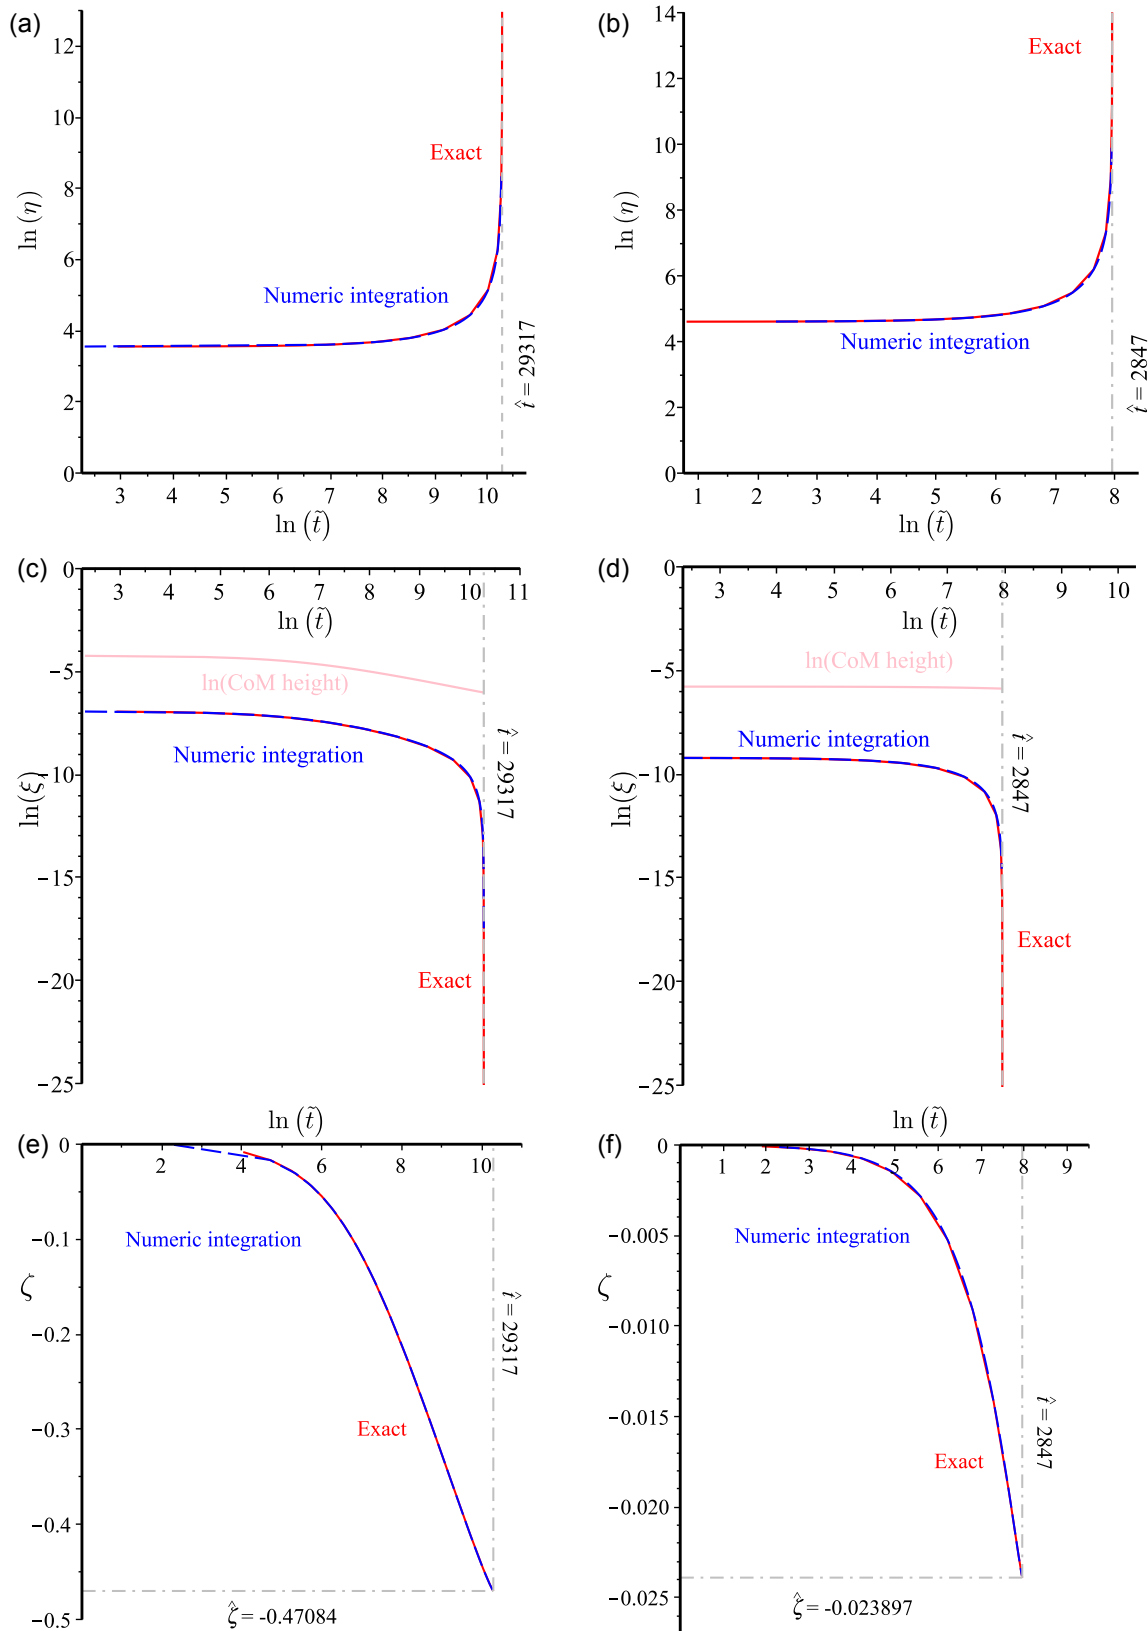 (a)
12
10
8
6
4
2
0
ln (η)
Exact
Numeric integration
t̂ = 29317
3 4 5 6 7 8 9 10
ln (t̃)
(b)
14
12
10
8
6
4
2
0
ln (η)
Exact
Numeric integration
t̂ = 2847
1 2 3 4 5 6 7 8
ln (t̃)
(c)
0
−5
−10
−15
−20
−25
3 4 5 6 7 8 9 10 11
ln (t̃)
ln(ξ)
ln(CoM height)
Numeric integration
t̂ = 29317
Exact
(d)
0
−5
−10
−15
−20
−25
3 4 5 6 7 8 9 10
ln (t̃)
ln(ξ)
ln(CoM height)
Numeric integration
t̂ = 2847
Exact
(e)
ln (t̃)
0
−0.1
−0.2
−0.3
−0.4
−0.5
2 4 6 8 10
ζ
Numeric integration
t̂ = 29317
Exact
ζ̂ = -0.47084
(f)
ln (t̃)
0
−0.005
−0.010
−0.015
−0.020
−0.025
1 2 3 4 5 6 7 8 9
ζ
Numeric integration
t̂ = 2847
Exact
ζ̂ = -0.023897